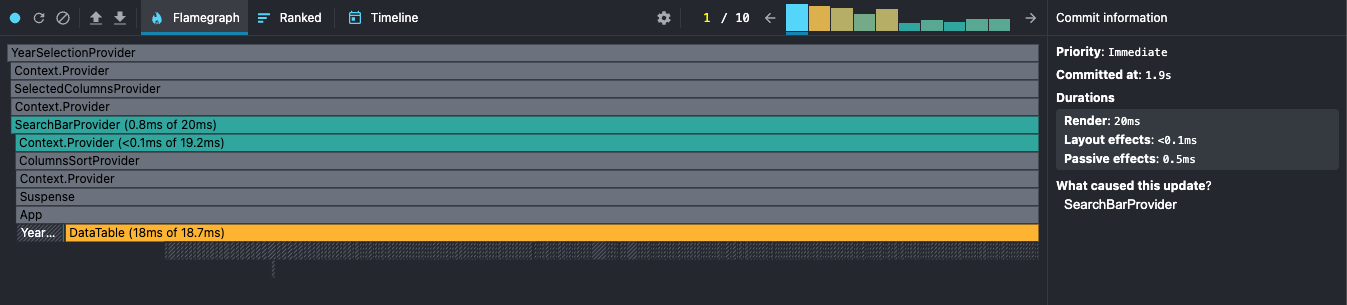 Flamegraph Ranked Timeline 1 / 10 Commit information
YearSelectionProvider
Context.Provider
SelectedColumnsProvider
Context.Provider
SearchBarProvider (0.8ms of 20ms)
Context.Provider (<0.1ms of 19.2ms)
ColumnsSortProvider
Context.Provider
Suspense
App
Year... DataTable (18ms of 18.7ms)
Priority: Immediate
Committed at: 1.9s
Durations
Render: 20ms
Layout effects: <0.1ms
Passive effects: 0.5ms
What caused this update?
SearchBarProvider